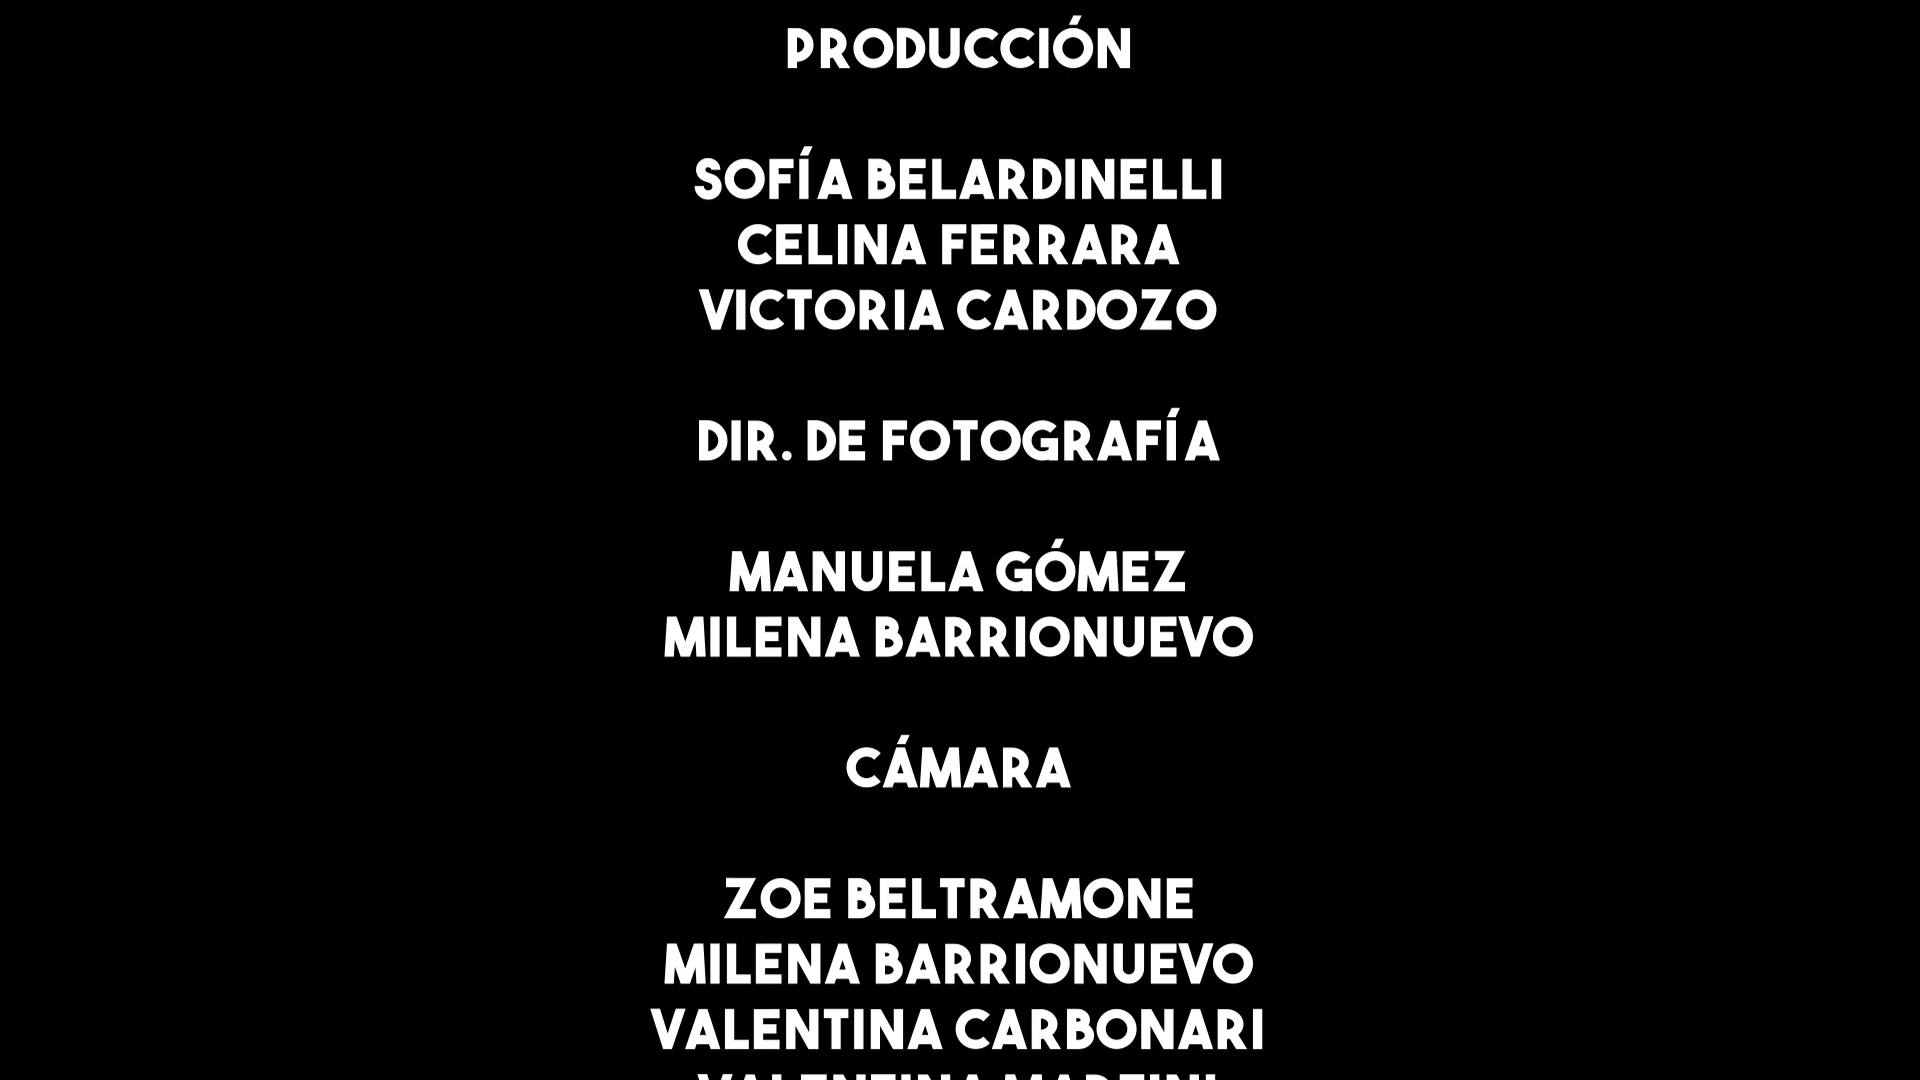 PRODUCCIÓN
SOFÍA BELARDINELLI
CELINA FERRARA
VICTORIA CARDOZO
DIR. DE FOTOGRAFÍA
MANUELA GÓMEZ
MILENA BARRIONUEVO
CÁMARA
ZOE BELTRAMONE
MILENA BARRIONUEVO
VALENTINA CARBONARI
VALENTINA